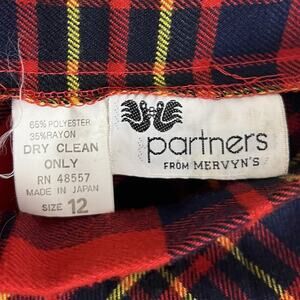 65% POLYESTER
35% RAYON
DRY CLEAN
ONLY
RN 48557
MADE IN JAPAN
SIZE 12
partners
FROM MERVYN'S